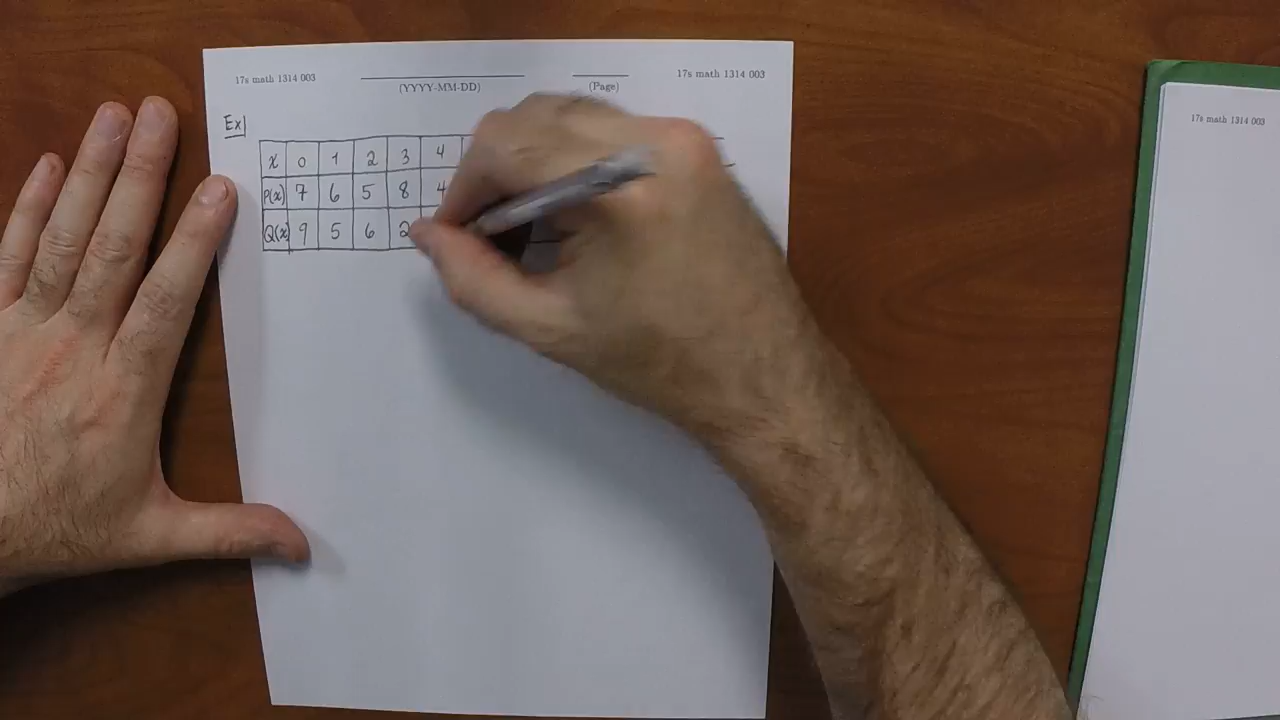 17s math 1314 003 (YYYY-MM-DD) (Page) 17s math 1314 003
17s math 1314 003
Ex
x 0 1 2 3 4
P(x) 7 6 5 8 4
Q(x) 9 5 6 2